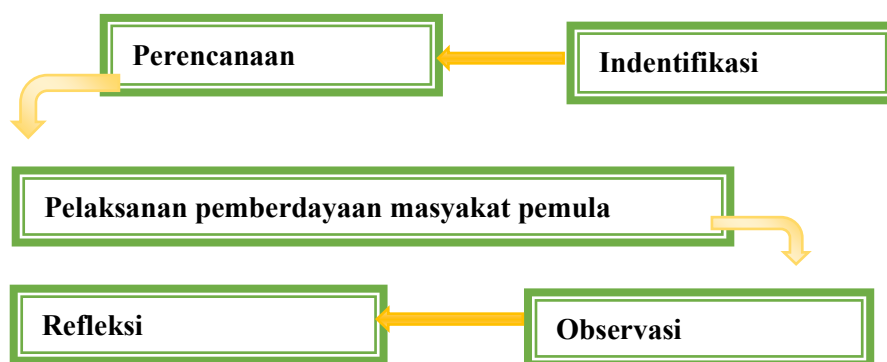 Perencanaan
Indentifikasi
Pelaksanan pemberdayaan masyakat pemula
Refleksi
Observasi